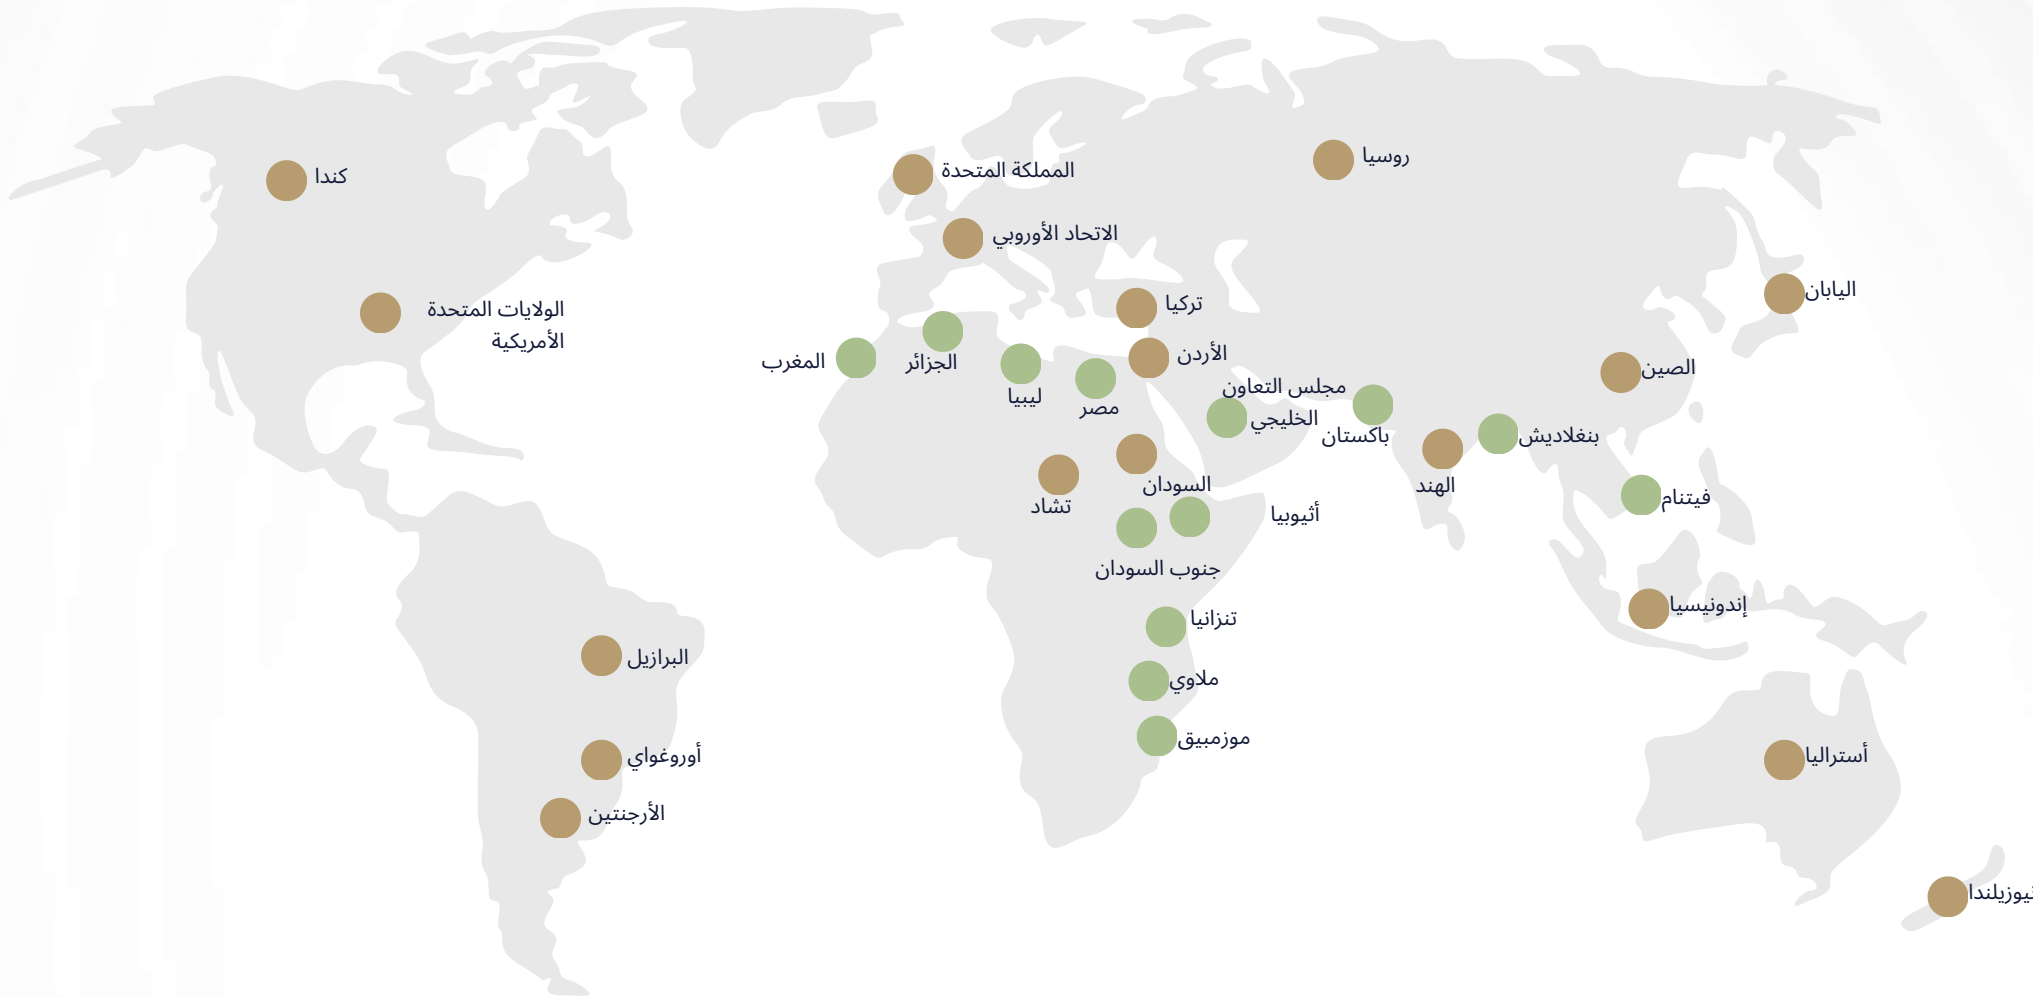 كندا
المملكة المتحدة
روسيا
الاتحاد الأوروبي
الولايات المتحدة
الأمريكية
تركيا
اليابان
المغرب
الجزائر
ليبيا
مصر
الأردن
مجلس التعاون
الخليجي
باكستان
الصين
بنغلاديش
الهند
السودان
تشاد
أثيوبيا
فيتنام
جنوب السودان
تنزانيا
إندونيسيا
البرازيل
ملاوي
موزمبيق
أوروغواي
أستراليا
الأرجنتين
نيوزيلندا